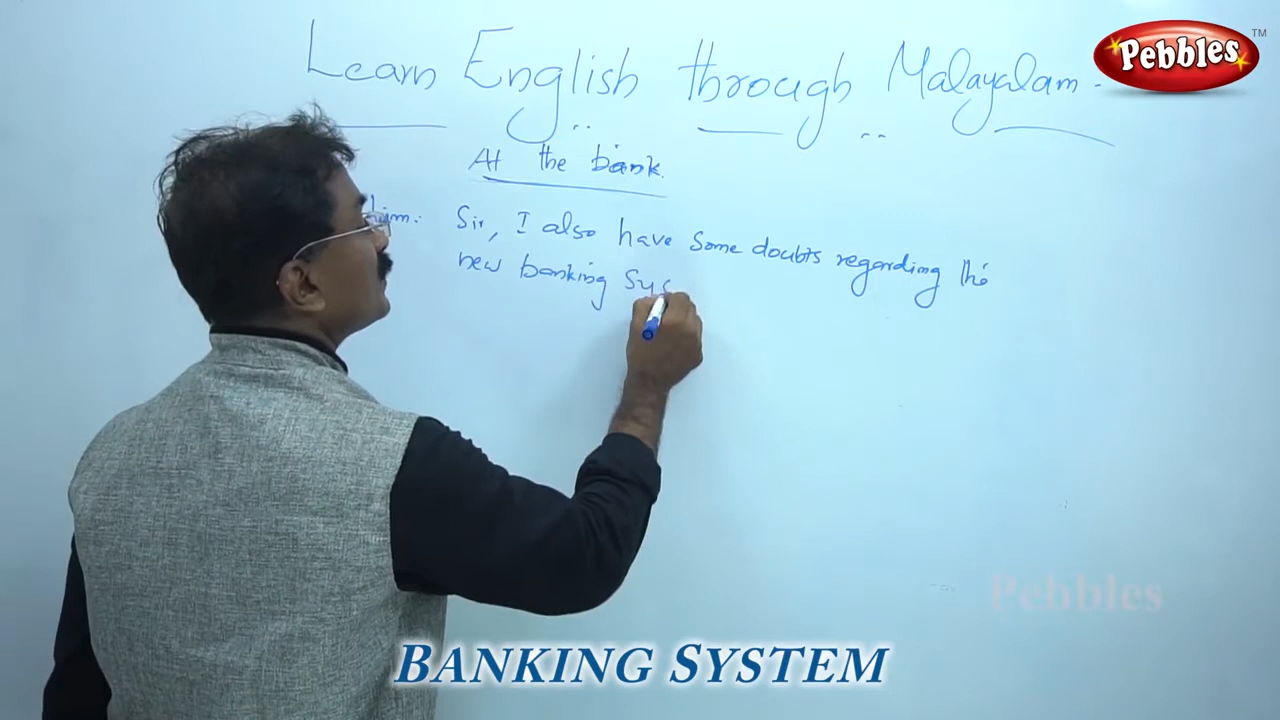 Learn English through Malayalam.
Pebbles TM
At the bank.
Sir, I also have some doubts regarding the
new banking Sys
Pebbles
BANKING SYSTEM